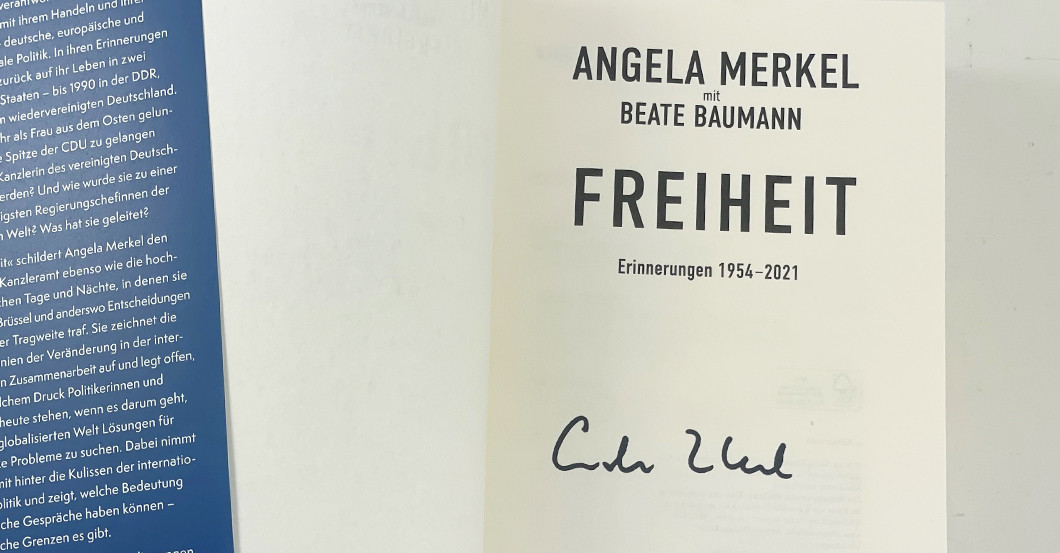 mit ihrem Handeln und ihrer
deutsche, europäische und
ale Politik. In ihren Erinnerungen
zurück auf ihr Leben in zwei
Staaten – bis 1990 in der DDR,
wiedervereinigten Deutschland.
hr als Frau aus dem Osten gelun-
Spitze der CDU zu gelangen
Kanzlerin des vereinigten Deutsch-
erden? Und wie wurde sie zu einer
igsten Regierungschefinnen der
n Welt? Was hat sie geleitet?
it« schildert Angela Merkel den
Kanzleramt ebenso wie die hoch-
chen Tage und Nächte, in denen sie
Brüssel und anderswo Entscheidungen
er Tragweite traf. Sie zeichnet die
nien der Veränderung in der inter-
n Zusammenarbeit auf und legt offen,
lchem Druck Politikerinnen und
heute stehen, wenn es darum geht,
globalisierten Welt Lösungen für
e Probleme zu suchen. Dabei nimmt
mit hinter die Kulissen der internatio-
olitik und zeigt, welche Bedeutung
che Gespräche haben können –
che Grenzen es gibt.
ANGELA MERKEL
mit
BEATE BAUMANN
FREIHEIT
Erinnerungen 1954–2021